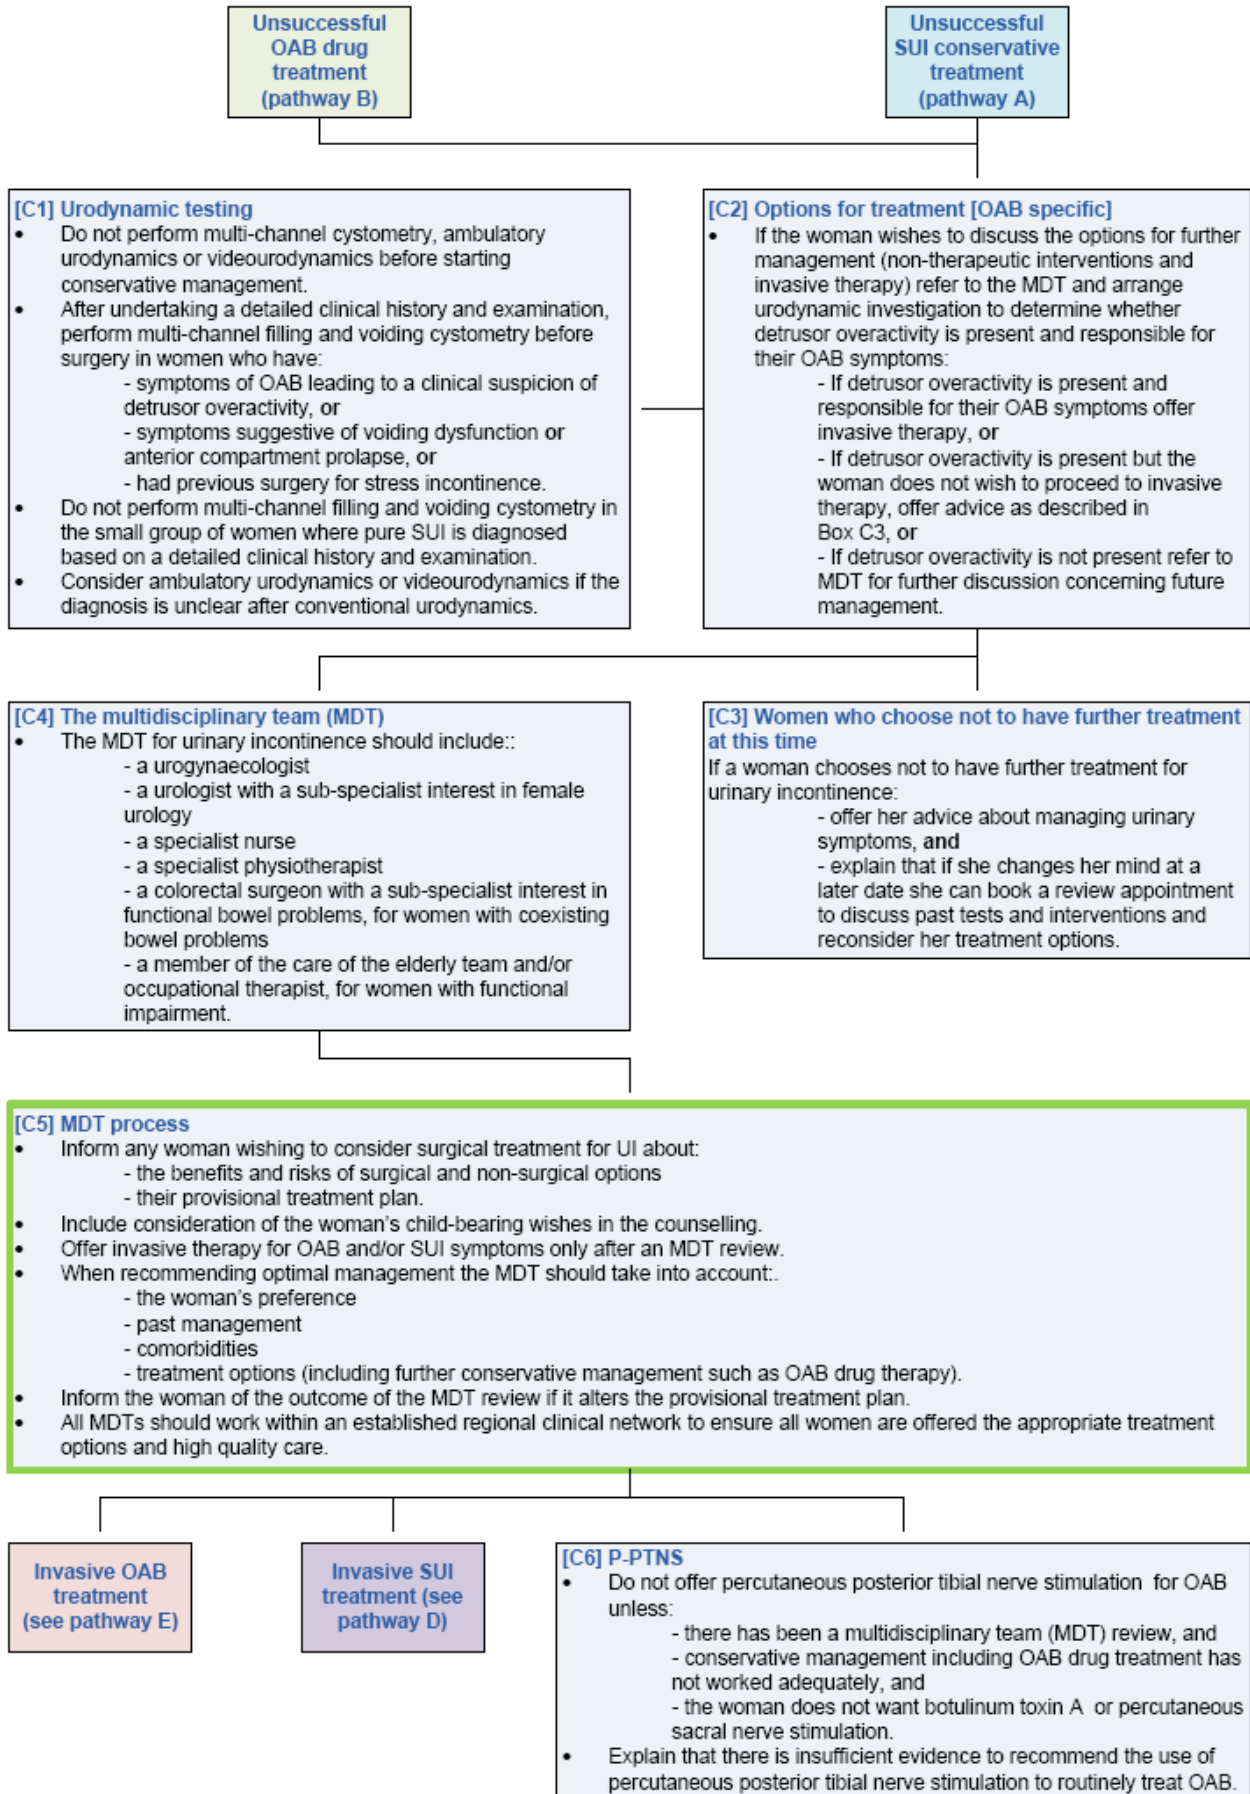 Unsuccessful
OAB drug
treatment
(pathway B)
Unsuccessful
SUI conservative
treatment
(pathway A)
[C1] Urodynamic testing
• Do not perform multi-channel cystometry, ambulatory
urodynamics or videourodynamics before starting
conservative management.
• After undertaking a detailed clinical history and examination,
perform multi-channel filling and voiding cystometry before
surgery in women who have:
- symptoms of OAB leading to a clinical suspicion of
detrusor overactivity, or
- symptoms suggestive of voiding dysfunction or
anterior compartment prolapse, or
- had previous surgery for stress incontinence.
• Do not perform multi-channel filling and voiding cystometry in
the small group of women where pure SUI is diagnosed
based on a detailed clinical history and examination.
• Consider ambulatory urodynamics or videourodynamics if the
diagnosis is unclear after conventional urodynamics.
[C2] Options for treatment [OAB specific]
• If the woman wishes to discuss the options for further
management (non-therapeutic interventions and
invasive therapy) refer to the MDT and arrange
urodynamic investigation to determine whether
detrusor overactivity is present and responsible for
their OAB symptoms:
- If detrusor overactivity is present and
responsible for their OAB symptoms offer
invasive therapy, or
- If detrusor overactivity is present but the
woman does not wish to proceed to invasive
therapy, offer advice as described in
Box C3, or
- If detrusor overactivity is not present refer to
MDT for further discussion concerning future
management.
[C4] The multidisciplinary team (MDT)
• The MDT for urinary incontinence should include::
- a urogynaecologist
- a urologist with a sub-specialist interest in female
urology
- a specialist nurse
- a specialist physiotherapist
- a colorectal surgeon with a sub-specialist interest in
functional bowel problems, for women with coexisting
bowel problems
- a member of the care of the elderly team and/or
occupational therapist, for women with functional
impairment.
[C3] Women who choose not to have further treatment
at this time
If a woman chooses not to have further treatment for
urinary incontinence:
- offer her advice about managing urinary
symptoms, and
- explain that if she changes her mind at a
later date she can book a review appointment
to discuss past tests and interventions and
reconsider her treatment options.
[C5] MDT process
• Inform any woman wishing to consider surgical treatment for UI about:
- the benefits and risks of surgical and non-surgical options
- their provisional treatment plan.
• Include consideration of the woman's child-bearing wishes in the counselling.
• Offer invasive therapy for OAB and/or SUI symptoms only after an MDT review.
• When recommending optimal management the MDT should take into account:.
- the woman's preference
- past management
- comorbidities
- treatment options (including further conservative management such as OAB drug therapy).
• Inform the woman of the outcome of the MDT review if it alters the provisional treatment plan.
• All MDTs should work within an established regional clinical network to ensure all women are offered the appropriate treatment
options and high quality care.
Invasive OAB
treatment
(see pathway E)
Invasive SUI
treatment (see
pathway D)
[C6] P-PTNS
• Do not offer percutaneous posterior tibial nerve stimulation for OAB
unless:
- there has been a multidisciplinary team (MDT) review, and
- conservative management including OAB drug treatment has
not worked adequately, and
- the woman does not want botulinum toxin A or percutaneous
sacral nerve stimulation.
• Explain that there is insufficient evidence to recommend the use of
percutaneous posterior tibial nerve stimulation to routinely treat OAB.